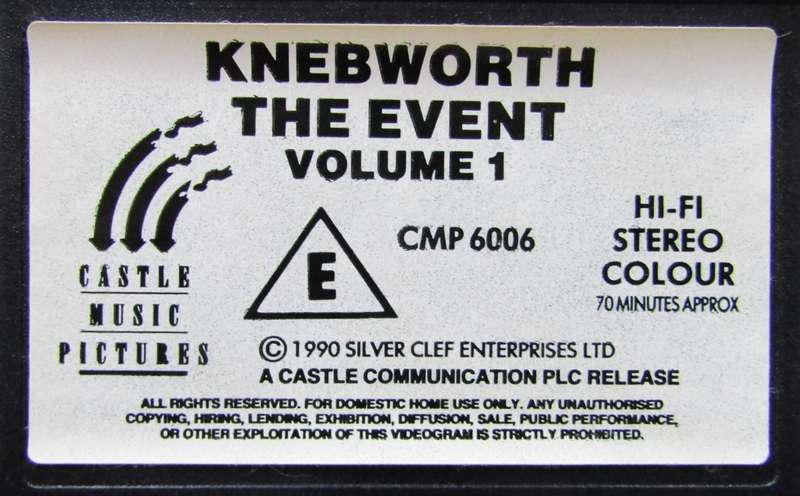 KNEBWORTH
THE EVENT
VOLUME 1
CASTLE
MUSIC
PICTURES
E
CMP 6006
HI-FI
STEREO
COLOUR
70 MINUTES APPROX
© 1990 SILVER CLEF ENTERPRISES LTD
A CASTLE COMMUNICATION PLC RELEASE
ALL RIGHTS RESERVED. FOR DOMESTIC HOME USE ONLY. ANY UNAUTHORISED
COPYING, HIRING, LENDING, EXHIBITION, DIFFUSION, SALE, PUBLIC PERFORMANCE,
OR OTHER EXPLOITATION OF THIS VIDEOGRAM IS STRICTLY PROHIBITED.